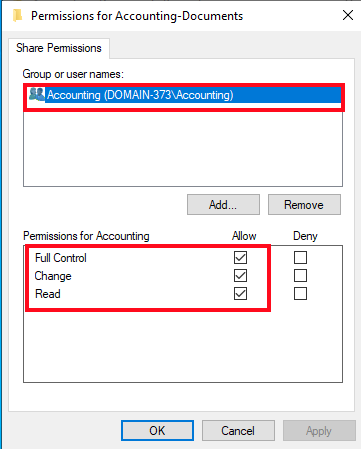 Permissions for Accounting-Documents
Share Permissions
Group or user names:
Accounting (DOMAIN-373\Accounting)
Add...
Remove
Permissions for Accounting
Allow
Deny
Full Control
Change
Read
OK
Cancel
Apply